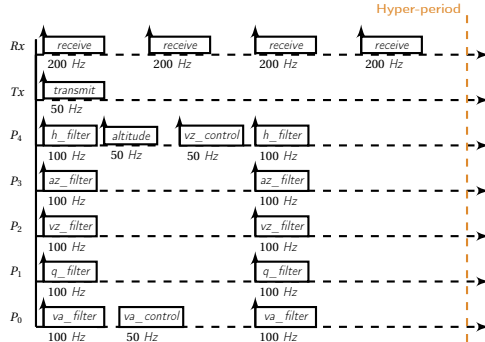 Hyper-period
Rx receive receive receive receive
200 Hz 200 Hz 200 Hz 200 Hz
Tx transmit
50 Hz
P4 h_filter altitude vz_control h_filter
100 Hz 50 Hz 50 Hz 100 Hz
P3 az_filter az_filter
100 Hz 100 Hz
P2 vz_filter vz_filter
100 Hz 100 Hz
P1 q_filter q_filter
100 Hz 100 Hz
P0 va_filter va_control va_filter
100 Hz 50 Hz 100 Hz